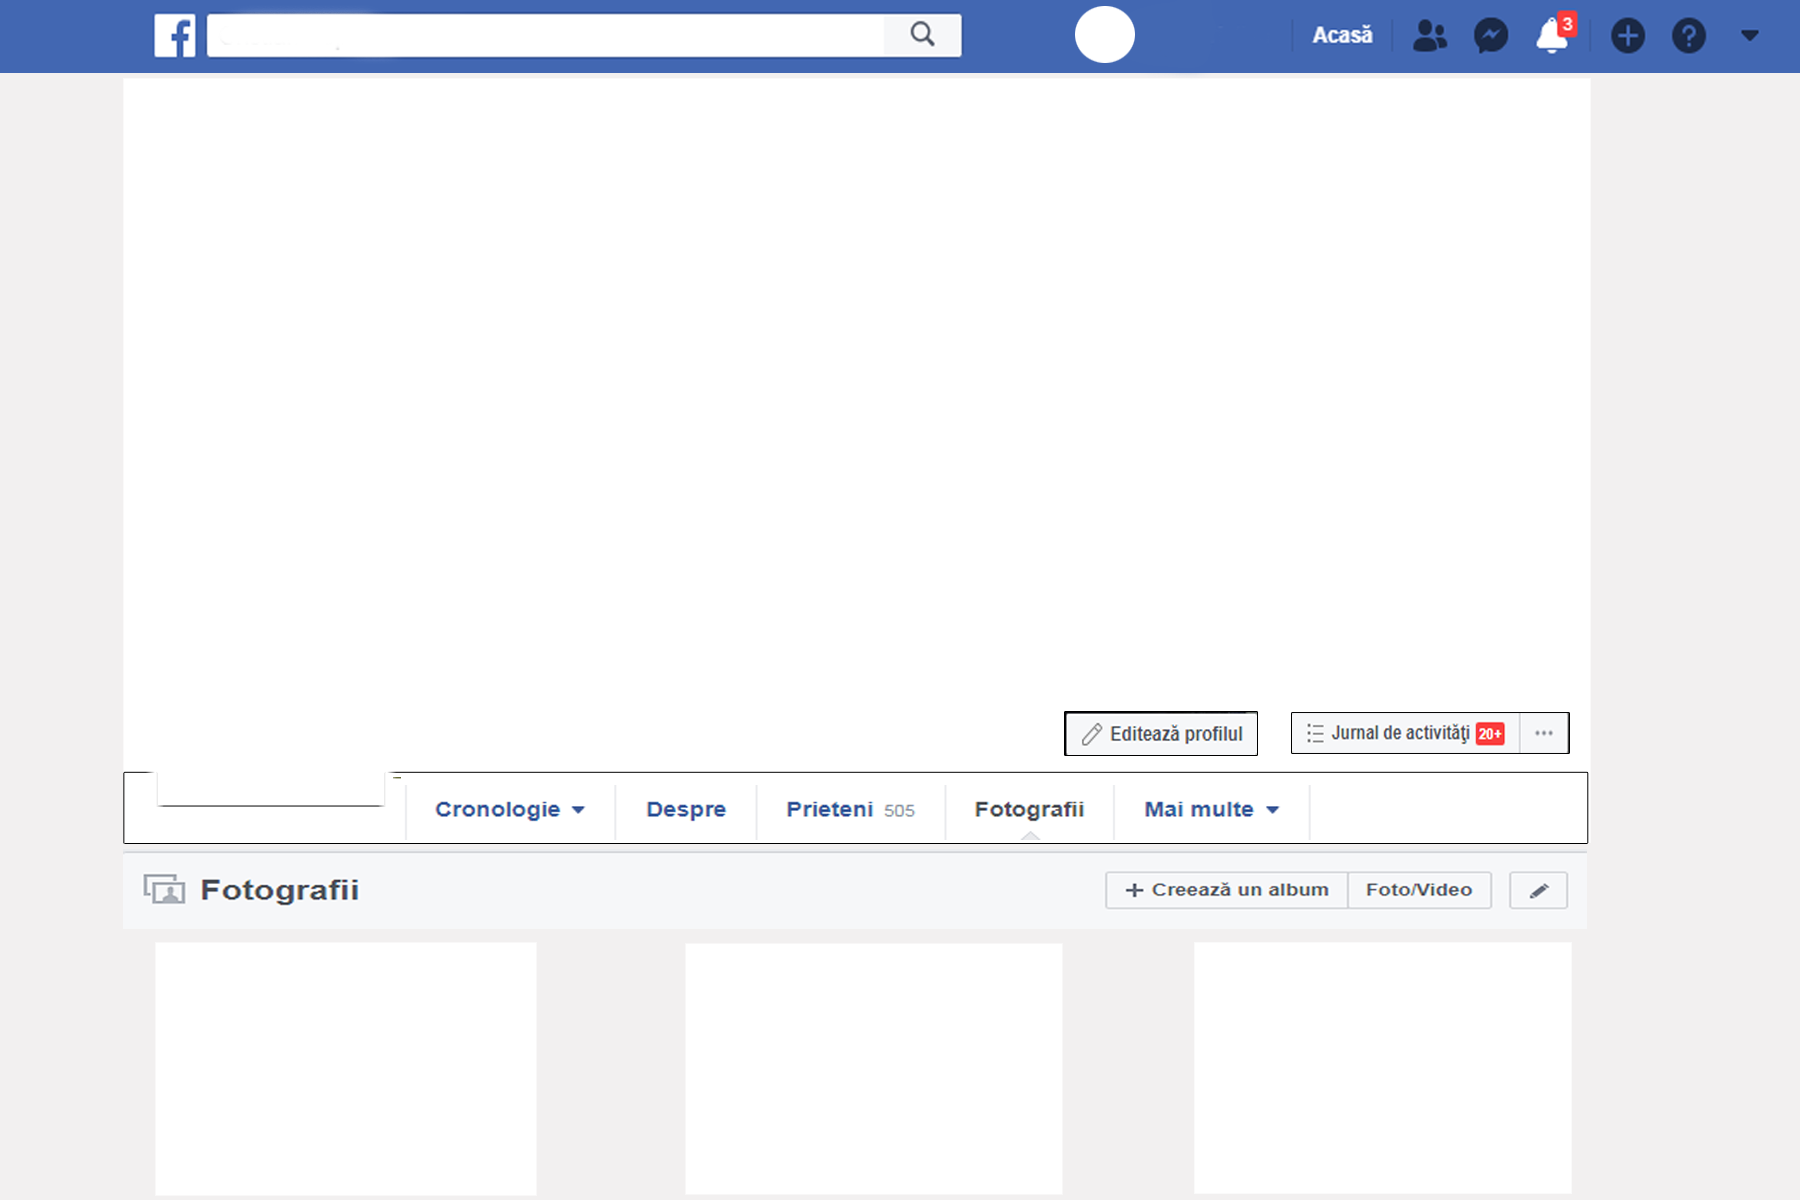 Acasă 3
Editează profilul Jurnal de activități 20+
Cronologie Despre Prieteni 505 Fotografii Mai multe
Fotografii + Creează un album Foto/Video